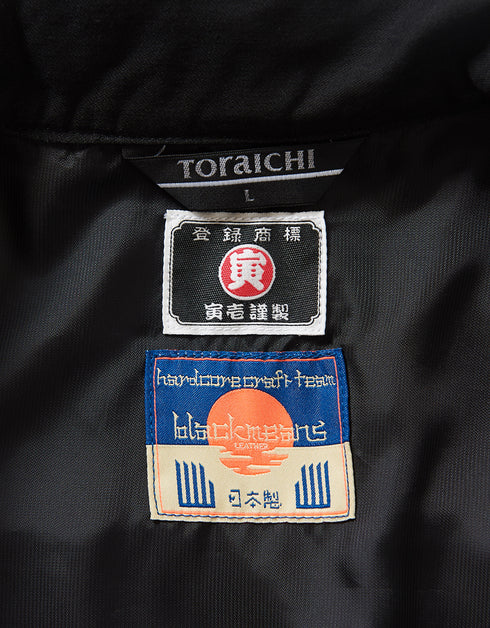 TORAICHI
L
登録商標
寅
寅壱謹製
hardcore craft team
blackmeans
LEATHER
日本製